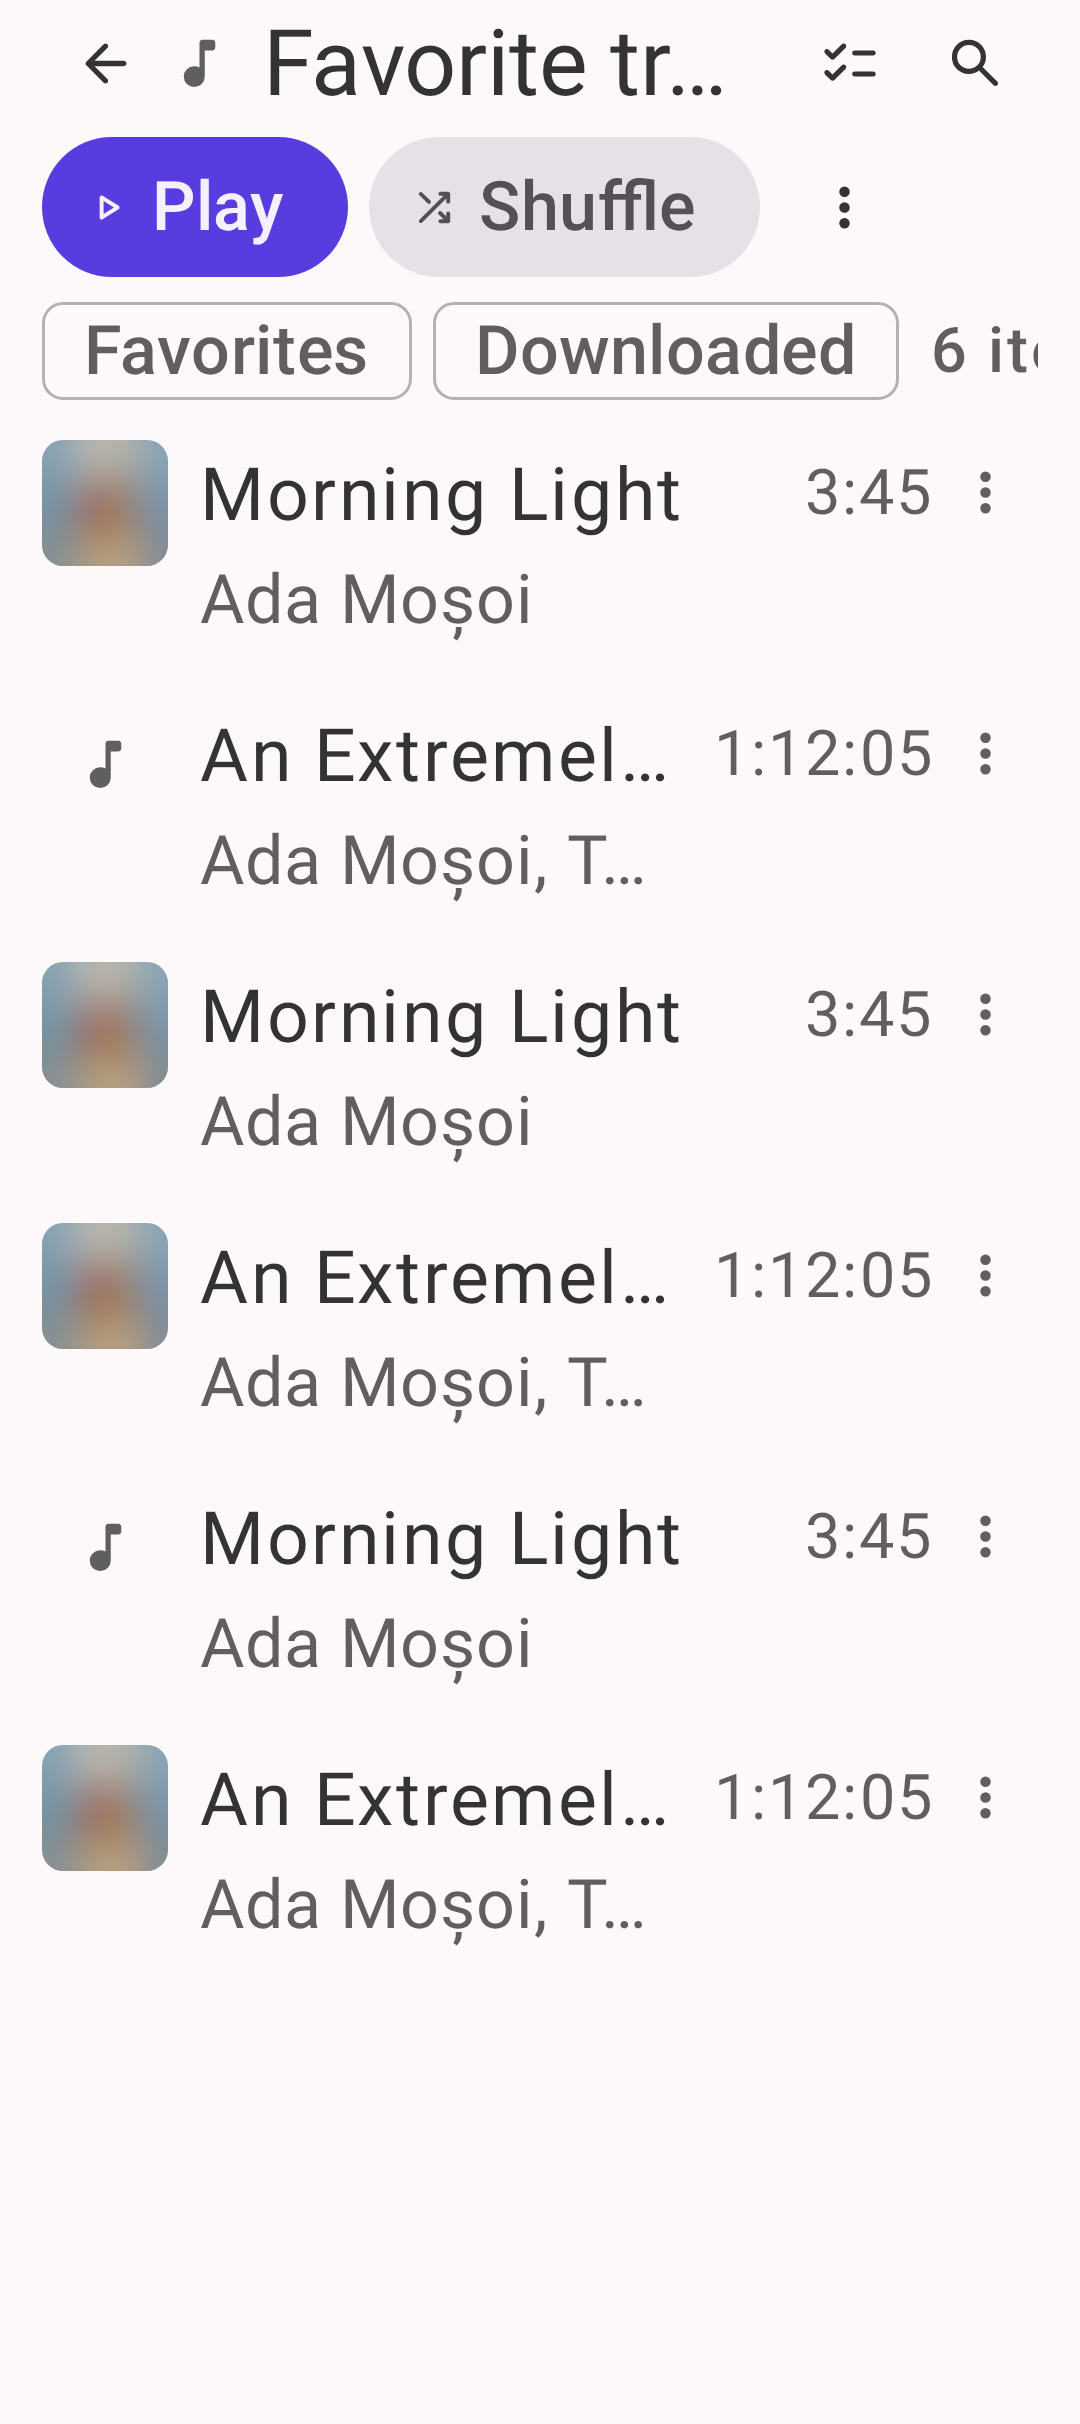 Favorite tr…
Play
Shuffle
Favorites
Downloaded
6
Morning Light
3:45
Ada Moșoi
An Extremel…
1:12:05
Ada Moșoi, T…
Morning Light
3:45
Ada Moșoi
An Extremel…
1:12:05
Ada Moșoi, T…
Morning Light
3:45
Ada Moșoi
An Extremel…
1:12:05
Ada Moșoi, T…